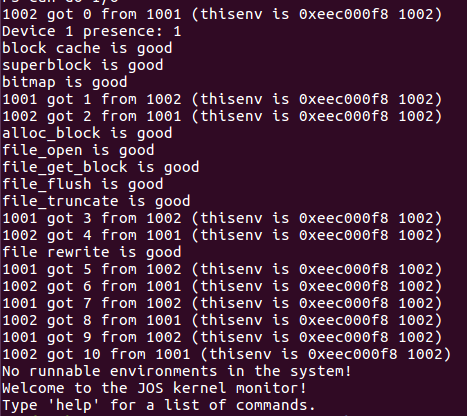 FS can do I/O
1002 got 0 from 1001 (thisenv is 0xeec000f8 1002)
Device 1 presence: 1
block cache is good
superblock is good
bitmap is good
1001 got 1 from 1002 (thisenv is 0xeec000f8 1002)
1002 got 2 from 1001 (thisenv is 0xeec000f8 1002)
alloc_block is good
file_open is good
file_get_block is good
file_flush is good
file_truncate is good
1001 got 3 from 1002 (thisenv is 0xeec000f8 1002)
1002 got 4 from 1001 (thisenv is 0xeec000f8 1002)
file rewrite is good
1001 got 5 from 1002 (thisenv is 0xeec000f8 1002)
1002 got 6 from 1001 (thisenv is 0xeec000f8 1002)
1001 got 7 from 1002 (thisenv is 0xeec000f8 1002)
1002 got 8 from 1001 (thisenv is 0xeec000f8 1002)
1001 got 9 from 1002 (thisenv is 0xeec000f8 1002)
1002 got 10 from 1001 (thisenv is 0xeec000f8 1002)
No runnable environments in the system!
Welcome to the JOS kernel monitor!
Type 'help' for a list of commands.